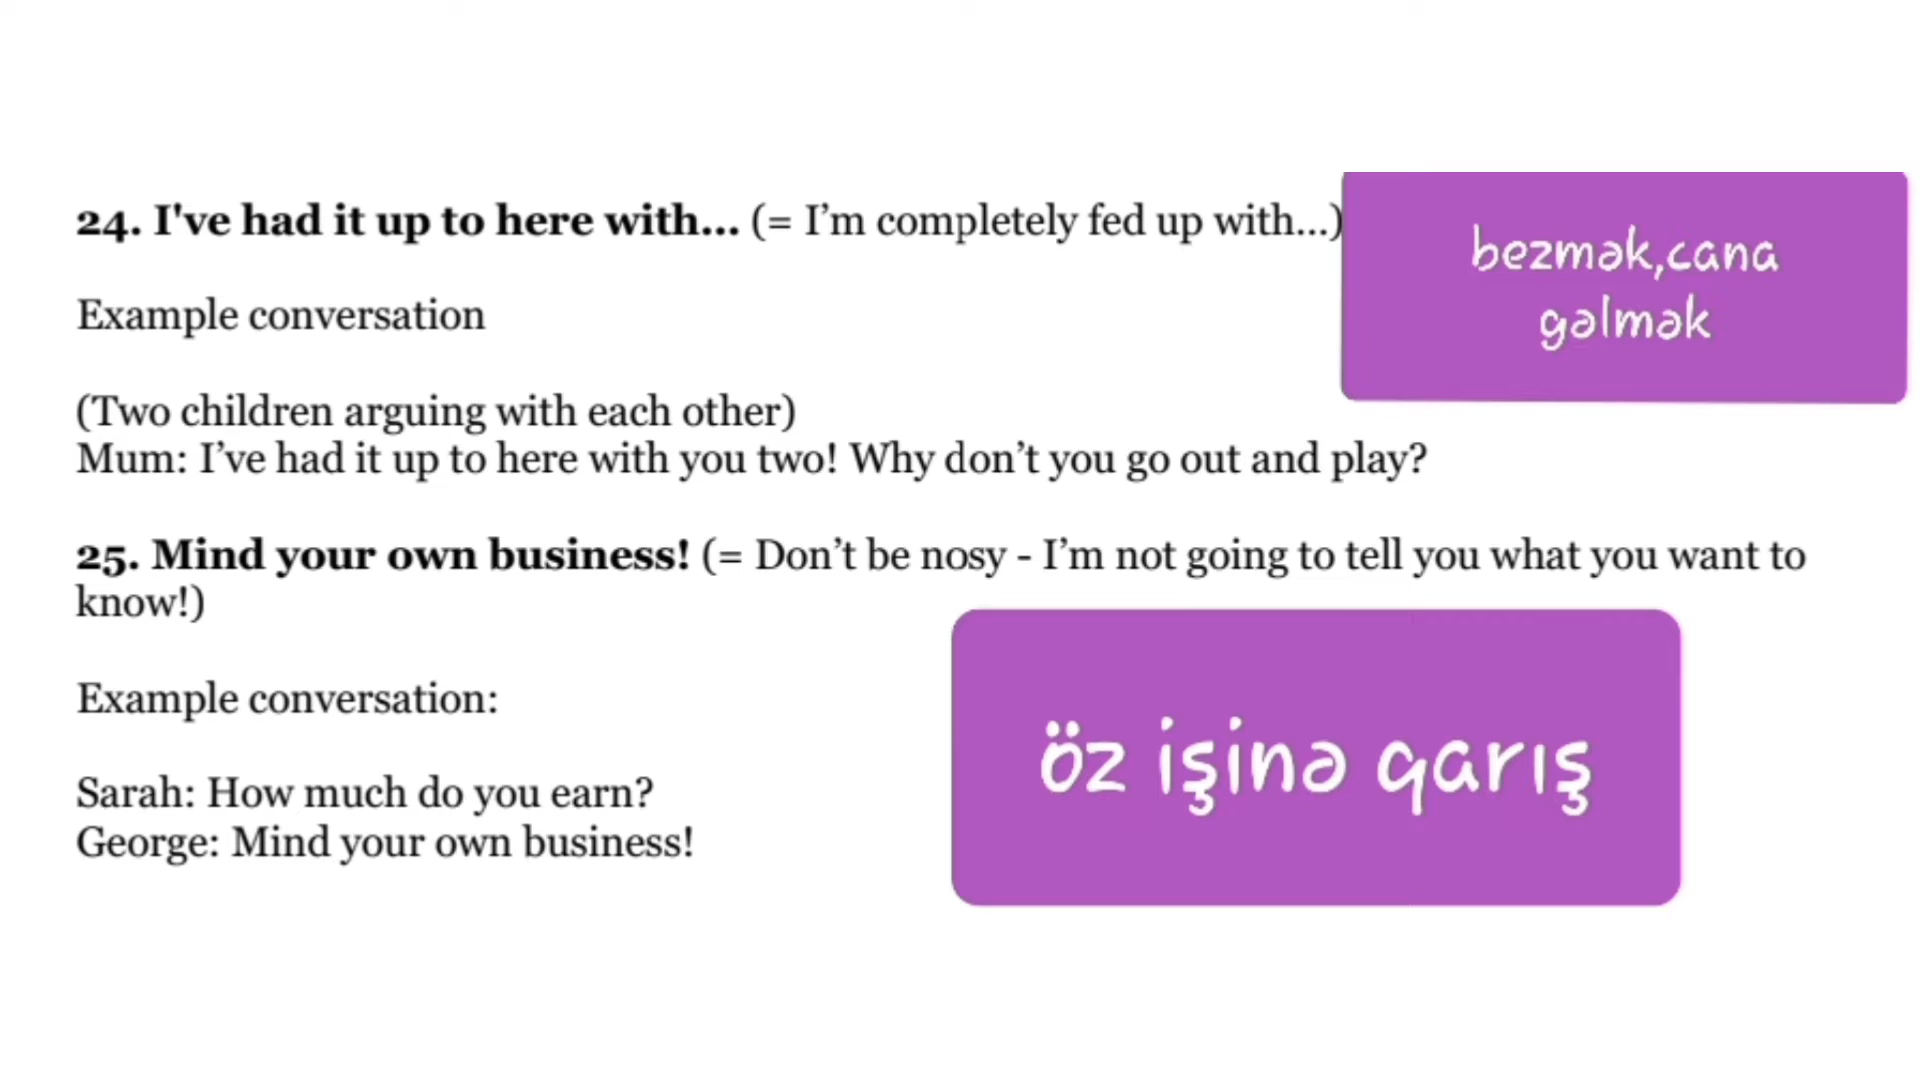 24. I've had it up to here with... (= I’m completely fed up with...)
bezmək,cana
gəlmək
Example conversation
(Two children arguing with each other)
Mum: I’ve had it up to here with you two! Why don’t you go out and play?
25. Mind your own business! (= Don’t be nosy - I’m not going to tell you what you want to
know!)
Example conversation:
Sarah: How much do you earn?
George: Mind your own business!
öz işinə qarış